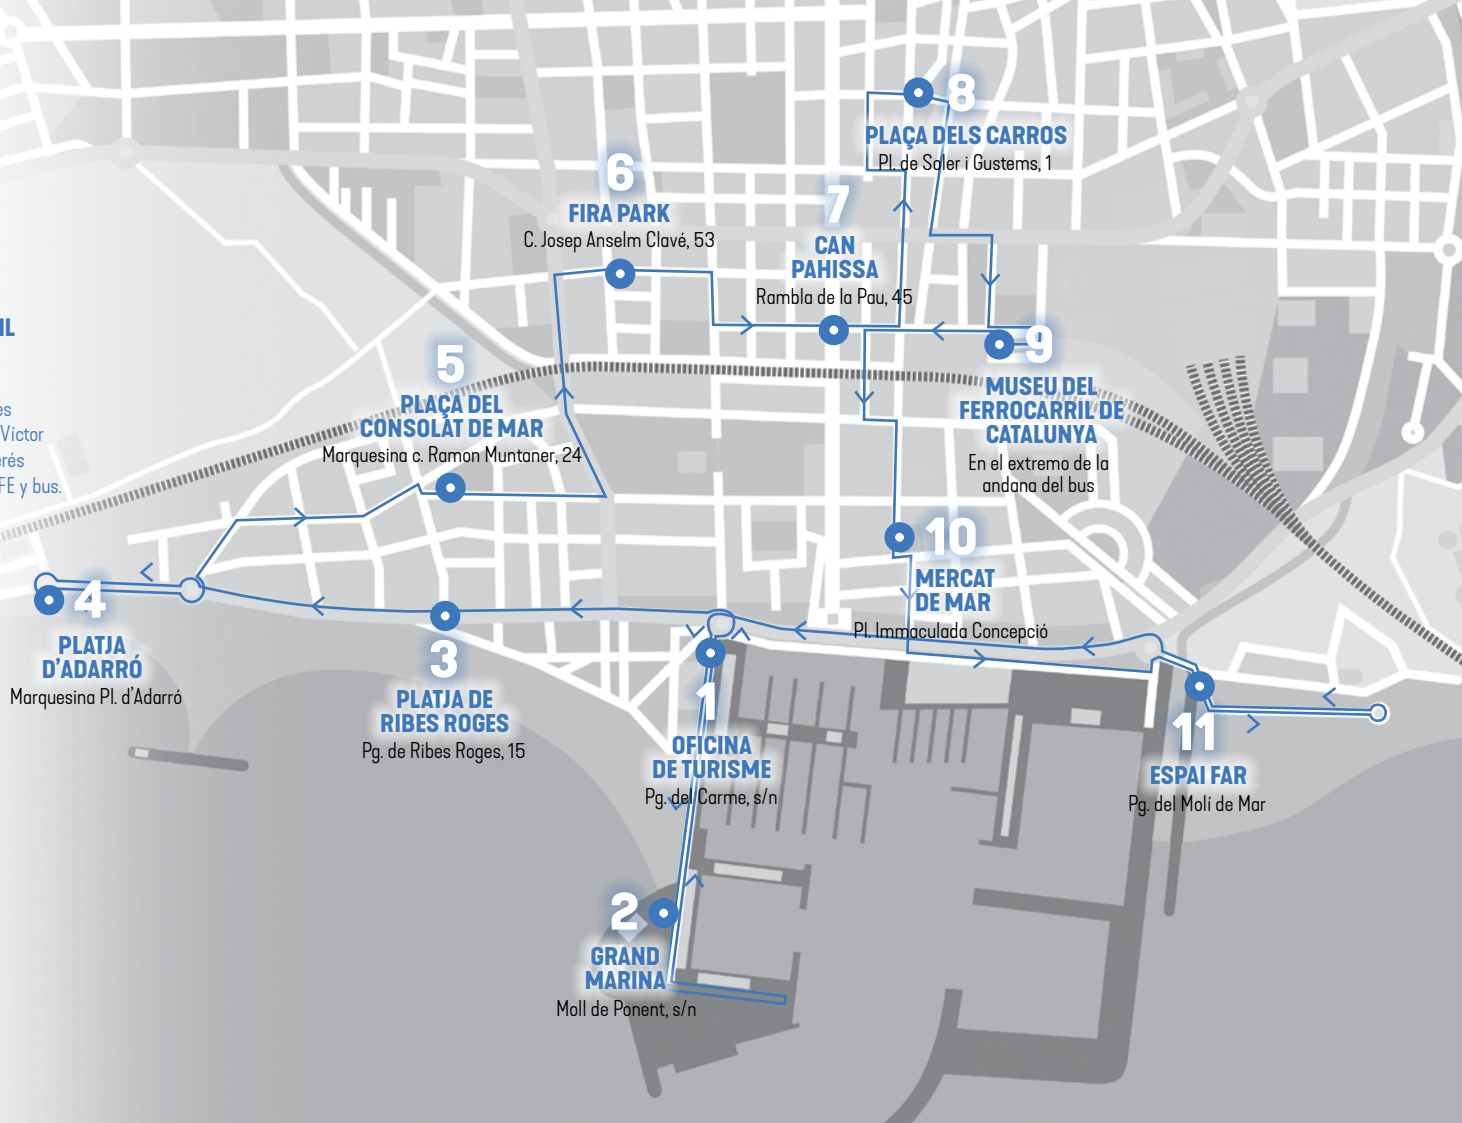 8
PLAÇA DELS CARROS
Pl. de Soler i Gustems, 1
6
FIRA PARK
C. Josep Anselm Clavé, 53
7
CAN
PAHISSA
Rambla de la Pau, 45
9
MUSEU DEL
FERROCARRIL DE
CATALUNYA
En el extremo de la
andana del bus
5
PLAÇA DEL
CONSOLAT DE MAR
Marquesina c. Ramon Muntaner, 24
IL
es
Víctor
erés
FE y bus.
10
MERCAT
DE MAR
Pl. Immaculada Concepció
4
PLATJA
D'ADARRÓ
Marquesina Pl. d'Adarró
3
PLATJA DE
RIBES ROGES
Pg. de Ribes Roges, 15
1
OFICINA
DE TURISME
Pg. del Carme, s/n
11
ESPAI FAR
Pg. del Molí de Mar
2
GRAND
MARINA
Moll de Ponent, s/n